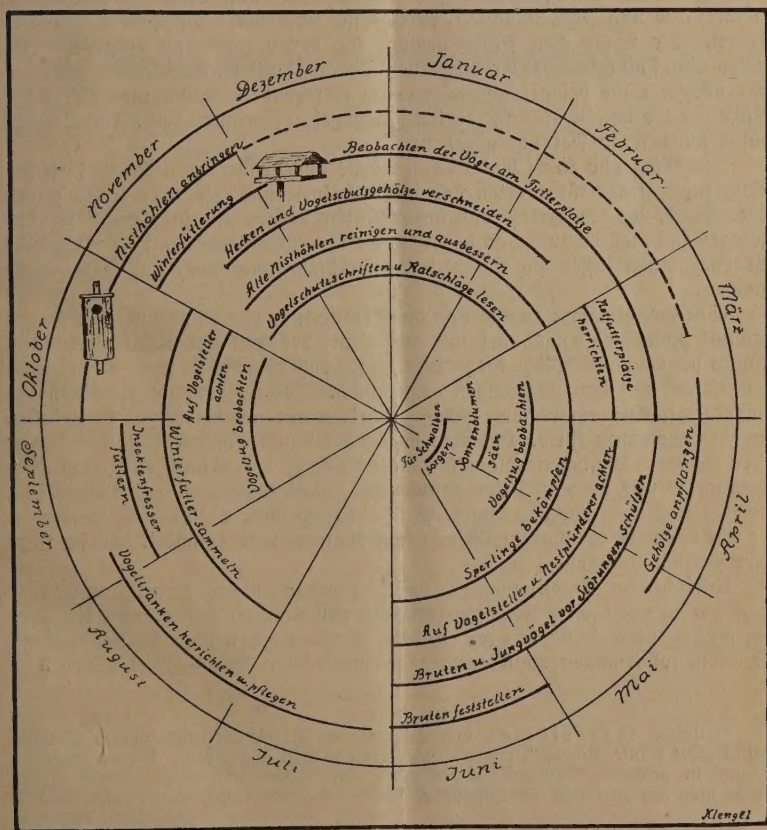 Januar
Februar.
März
April
Mai
Juni
Juli
August
September
Oktober
November
Dezember
Nisthöhlen anbringen
Winterfütterung
Beobachten der Vögel am Futterplatze
Hecken und Vogelschutzgehölze verschneiden
Alte Nisthöhlen reinigen und ausbessern
Vogelschutzschriften u Ratschläge lesen
Notfutterplätze
herrichten
Auf Vogelsteller
achten
Vogelzug beobachten
Für Schwalben
sorgen
Sonnenblumen
säen
Vogelzug beobachten
Insektenfresser
füttern
Winterfutter sammeln
Sperlinge bekämpfen
Auf Vogelsteller u. Nestplünderer achten
Bruten u. Jungvögel vor Störungen schützen
Gehölze anpflanzen
Vogeltränken herrichten u. pflegen
Bruten feststellen
Klengel